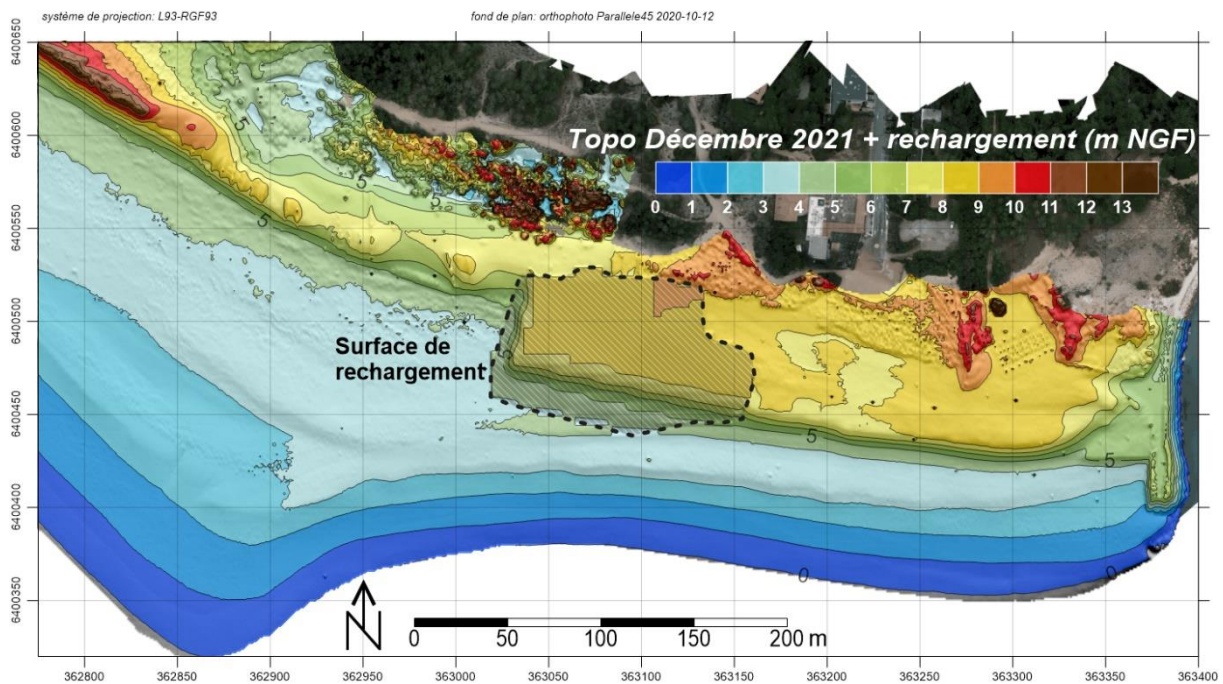 système de projection: L93-RGF93
fond de plan: orthophoto Parallele45 2020-10-12
6400650
6400600
6400550
6400500
6400450
6400400
6400350
Topo Décembre 2021 + rechargement (m NGF)
0 1 2 3 4 5 6 7 8 9 10 11 12 13
5
5
5
5
5
5
5
Surface de
rechargement
0
0
N
0 50 100 150 200 m
362800 362850 362900 362950 363000 363050 363100 363150 363200 363250 363300 363350 363400